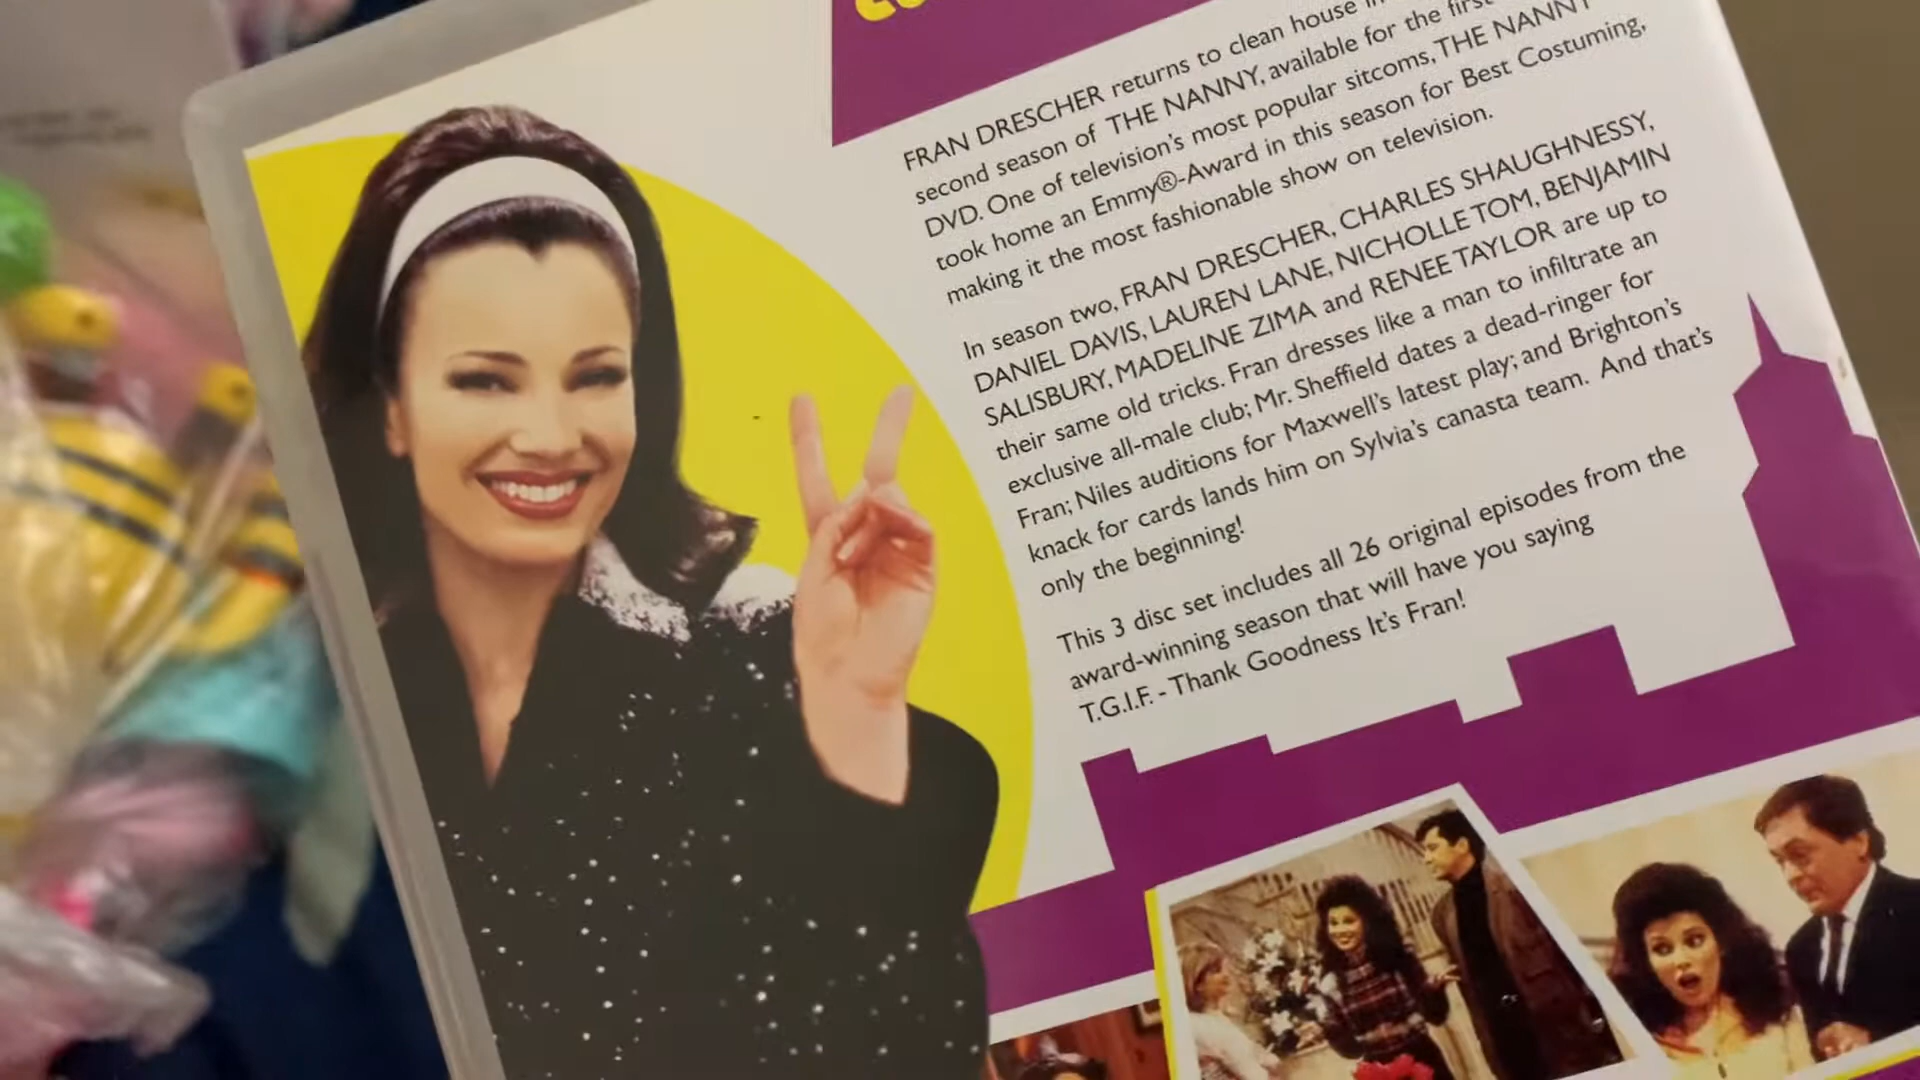 FRAN DRESCHER returns to clean house in
second season of THE NANNY, available for the first
DVD. One of television's most popular sitcoms, THE NANNY
took home an Emmy®-Award in this season for Best Costuming,
making it the most fashionable show on television.
In season two, FRAN DRESCHER, CHARLES SHAUGHNESSY,
DANIEL DAVIS, LAUREN LANE, NICHOLLE TOM, BENJAMIN
SALISBURY, MADELINE ZIMA and RENEE TAYLOR are up to
their same old tricks. Fran dresses like a man to infiltrate an
exclusive all-male club; Mr. Sheffield dates a dead-ringer for
Fran; Niles auditions for Maxwell's latest play; and Brighton's
knack for cards lands him on Sylvia's canasta team. And that's
only the beginning!
This 3 disc set includes all 26 original episodes from the
award-winning season that will have you saying
T.G.I.F. - Thank Goodness It's Fran!